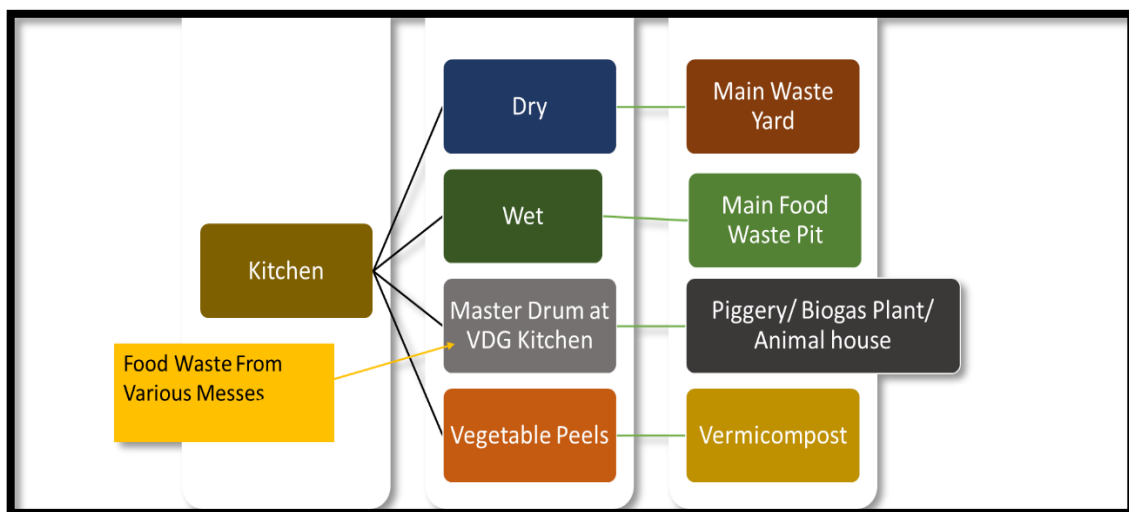 Kitchen
Food Waste From
Various Messes
Dry
Wet
Master Drum at
VDG Kitchen
Vegetable Peels
Main Waste
Yard
Main Food
Waste Pit
Piggery/ Biogas Plant/
Animal house
Vermicompost